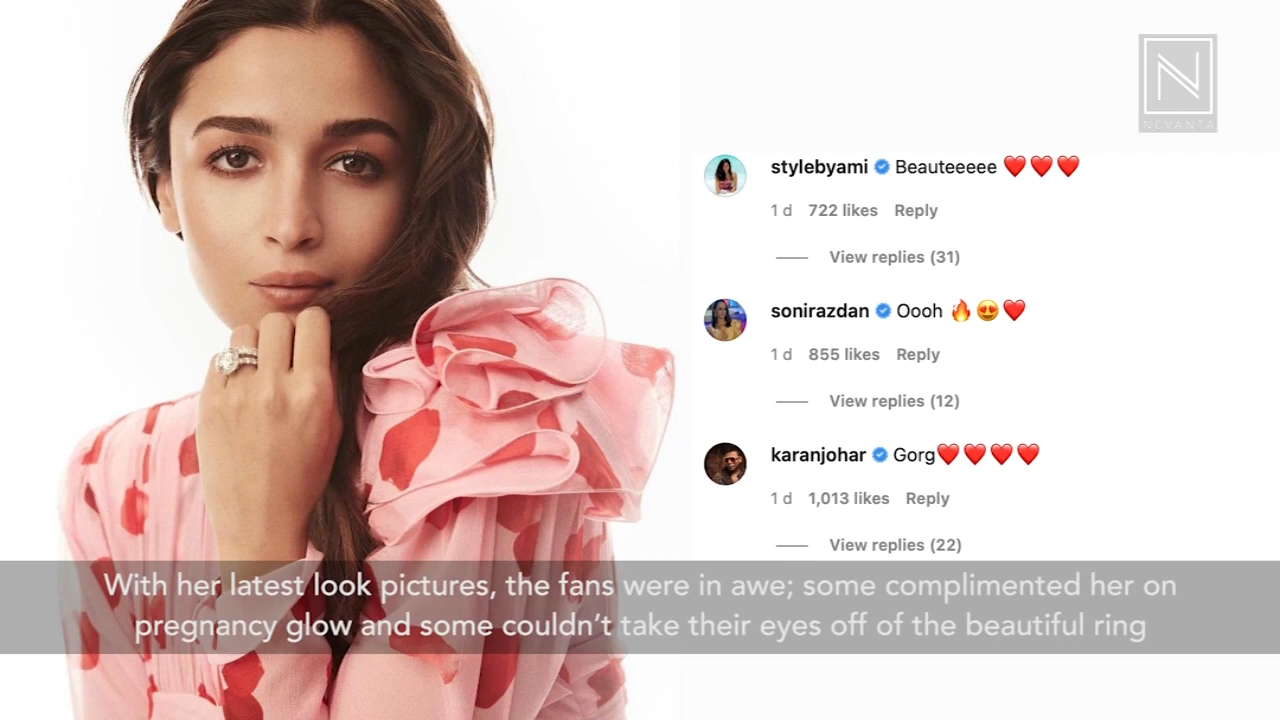 N
NEVANTA
stylebyami Beauteeeee ❤️❤️❤️
1 d 722 likes Reply
View replies (31)
sonirazdan Oooh 🔥😍❤️
1 d 855 likes Reply
View replies (12)
karanjohar Gorg❤️❤️❤️❤️
1 d 1,013 likes Reply
View replies (22)
With her latest look pictures, the fans were in awe; some complimented her on
pregnancy glow and some couldn't take their eyes off of the beautiful ring